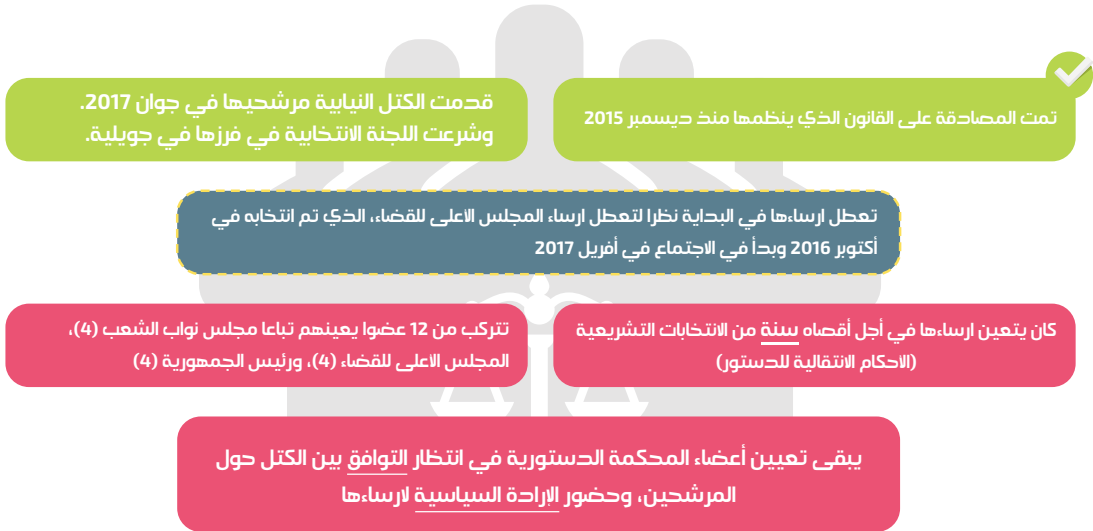 تمت المصادقة على القانون الذي ينظمها منذ ديسمبر 2015
قدمت الكتل النيابية مرشحيها في جوان 2017.
وشرعت اللجنة الانتخابية في فرزها في جويلية.
تعطل ارساءها في البداية نظرا لتعطل ارساء المجلس الاعلى للقضاء، الذي تم انتخابه في
أكتوبر 2016 وبدأ في الاجتماع في أفريل 2017
كان يتعين ارساءها في أجل أقصاه سنة من الانتخابات التشريعية
(الاحكام الانتقالية للدستور)
تتركب من 12 عضوا يعينهم تباعا مجلس نواب الشعب (4)،
المجلس الاعلى للقضاء (4)، ورئيس الجمهورية (4)
يبقى تعيين أعضاء المحكمة الدستورية في انتظار التوافق بين الكتل حول
المرشحين، وحضور الإرادة السياسية لارساءها